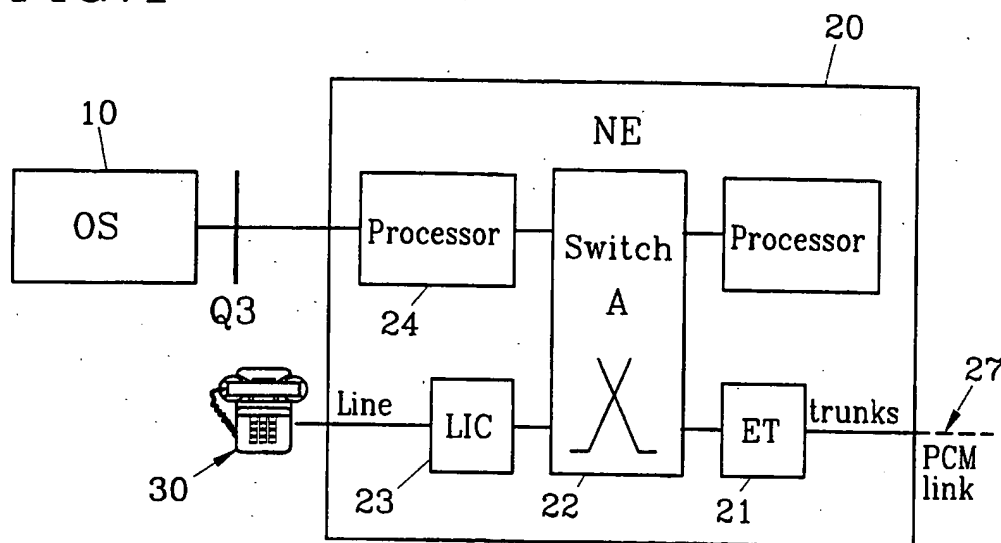 20
10
NE
OS
Processor
Switch
A
Processor
Q3
24
Line
LIC
ET
trunks
27
PCM
link
30
23
22
21